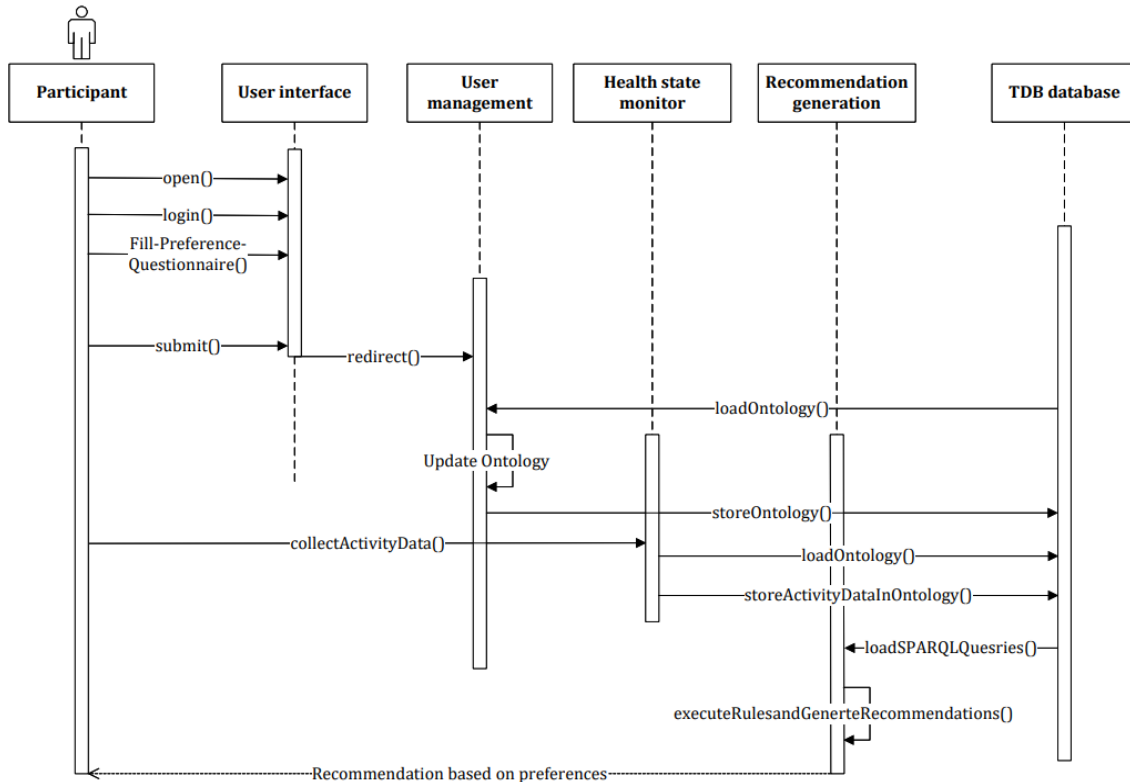 Participant
User interface
User
management
Health state
monitor
Recommendation
generation
TDB database
open()
login()
Fill-Preference-
Questionnaire()
submit()
redirect()
loadOntology()
Update Ontology
storeOntology()
collectActivityData()
loadOntology()
storeActivityDataInOntology()
loadSPARQLQuesries()
executeRulesandGenerteRecommendations()
Recommendation based on preferences